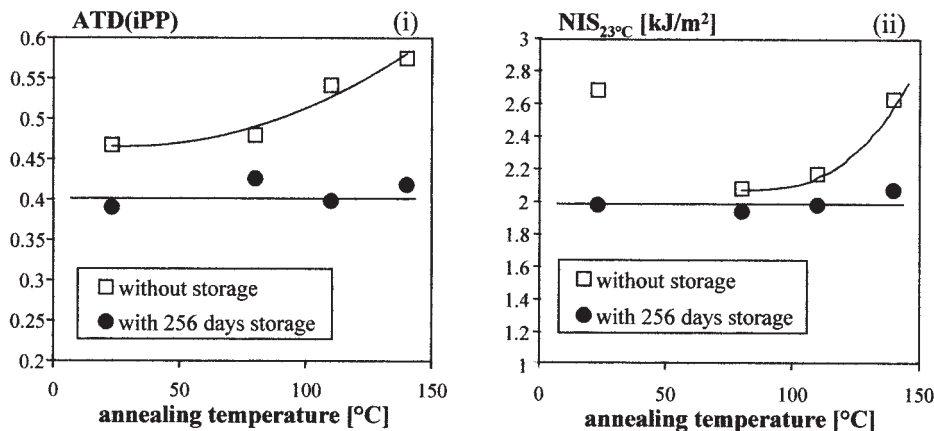 ATD(iPP)
(i)
0.6
0.55
0.5
0.45
0.4
0.35
0.3
0.25
0.2
without storage
with 256 days storage
0
50
100
150
annealing temperature [°C]
NIS23°C [kJ/m²]
(ii)
3
2.8
2.6
2.4
2.2
2
1.8
1.6
1.4
1.2
1
without storage
with 256 days storage
0
50
100
150
annealing temperature [°C]